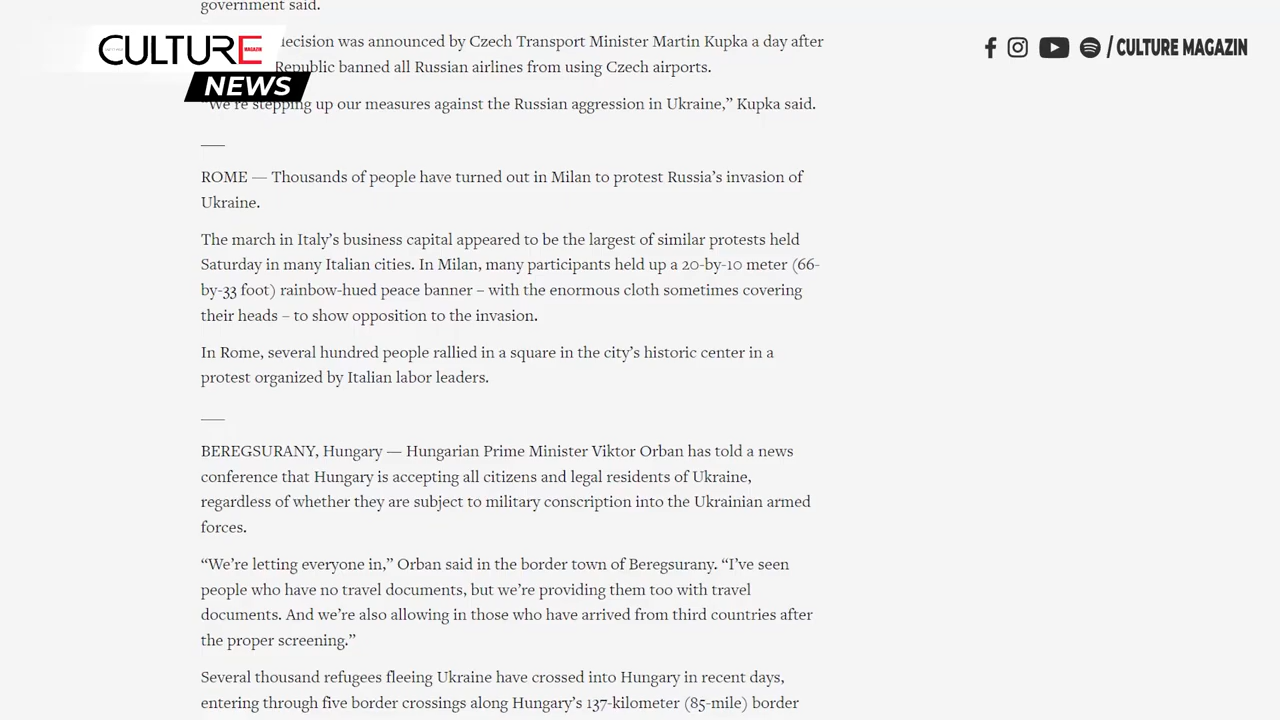 government said.
CULTURE
MAGAZIN
NEWS
/ CULTURE MAGAZIN
decision was announced by Czech Transport Minister Martin Kupka a day after
Republic banned all Russian airlines from using Czech airports.
“We’re stepping up our measures against the Russian aggression in Ukraine,” Kupka said.
ROME — Thousands of people have turned out in Milan to protest Russia’s invasion of
Ukraine.
The march in Italy’s business capital appeared to be the largest of similar protests held
Saturday in many Italian cities. In Milan, many participants held up a 20-by-10 meter (66-
by-33 foot) rainbow-hued peace banner – with the enormous cloth sometimes covering
their heads – to show opposition to the invasion.
In Rome, several hundred people rallied in a square in the city’s historic center in a
protest organized by Italian labor leaders.
BEREGSURANY, Hungary — Hungarian Prime Minister Viktor Orban has told a news
conference that Hungary is accepting all citizens and legal residents of Ukraine,
regardless of whether they are subject to military conscription into the Ukrainian armed
forces.
“We’re letting everyone in,” Orban said in the border town of Beregsurany. “I’ve seen
people who have no travel documents, but we’re providing them too with travel
documents. And we’re also allowing in those who have arrived from third countries after
the proper screening.”
Several thousand refugees fleeing Ukraine have crossed into Hungary in recent days,
entering through five border crossings along Hungary’s 137-kilometer (85-mile) border